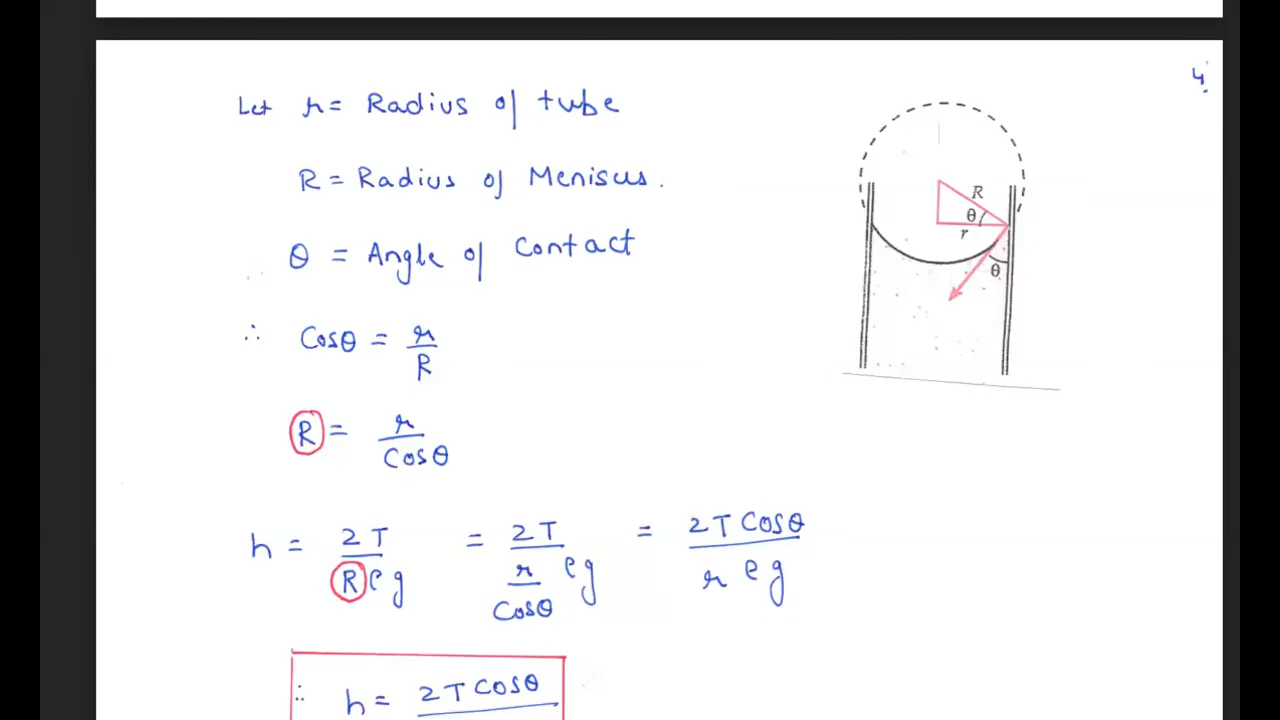 4.
Let r = Radius of tube
R = Radius of Meniscus.
θ = Angle of Contact
∴ Cosθ = r/R
R = r/Cosθ
h = 2T/Rρg = 2T/(r/Cosθ)ρg = 2TCosθ/rρg
∴ h = 2TCosθ
R
θ
r
θ